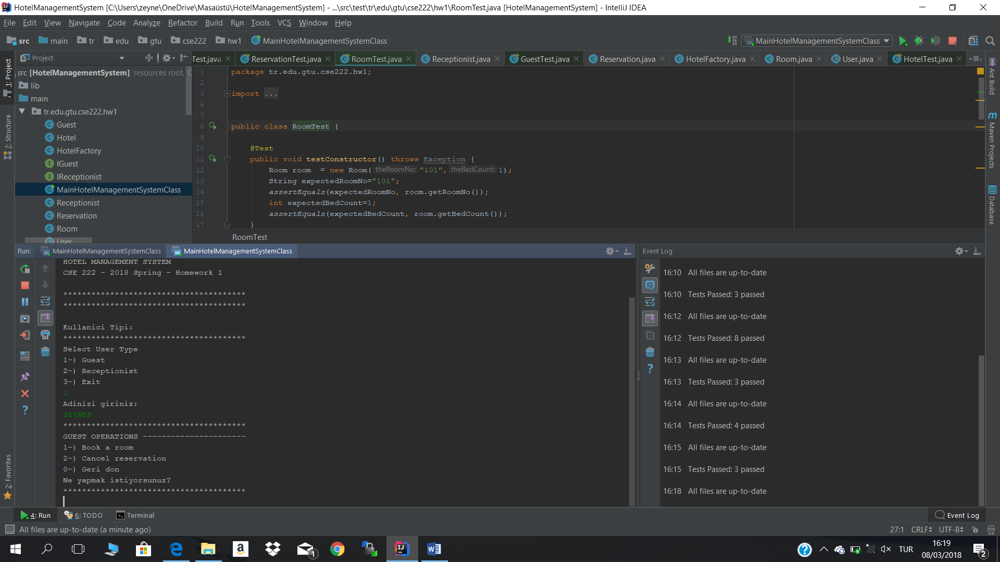 HotelManagementSystem [C:\Users\zeyne\OneDrive\Masaüstü\HotelManagementSystem] - ...\src\test\tr\edu\gtu\cse222\hw1\RoomTest.java [HotelManagementSystem] - IntelliJ IDEA
File Edit View Navigate Code Analyze Refactor Build Run Tools VCS Window Help
src main tr edu gtu cse222 hw1 MainHotelManagementSystemClass
MainHotelManagementSystemClass
Project
Test.java ReservationTest.java RoomTest.java Receptionist.java GuestTest.java Reservation.java HotelFactory.java Room.java User.java HotelTest.java
1: Project
7: Structure
2: Favorites
src [HotelManagementSystem] resources root,
lib
main
tr.edu.gtu.cse222.hw1
Guest
Hotel
HotelFactory
IGuest
IReceptionist
MainHotelManagementSystemClass
Receptionist
Reservation
Room
User
1 package tr.edu.gtu.cse222.hw1;
2
3 import ...
6
7
8 public class RoomTest {
9
10 @Test
11 public void testConstructor() throws Exception {
12 Room room  = new Room( theRoomNo: "101", theBedCount: 1);
13 String expectedRoomNo="101";
14 assertEquals(expectedRoomNo, room.getRoomNo());
15 int expectedBedCount=1;
16 assertEquals(expectedBedCount, room.getBedCount());
17 }
RoomTest
Ant Build
Maven Projects
Database
Run: MainHotelManagementSystemClass MainHotelManagementSystemClass
HOTEL MANAGEMENT SYSTEM
CSE 222 - 2018 Spring - Homework 1
***************************************
***************************************
Kullanici Tipi:
***************************************
Select User Type
1-) Guest
2-) Receptionist
3-) Exit
1
Adinizi giriniz:
ZEYNEB
***************************************
GUEST OPERATIONS ----------------------
1-) Book a room
2-) Cancel reservation
0-) Geri don
Ne yapmak istiyorsunuz?
***************************************
Event Log
16:10 All files are up-to-date
16:10 Tests Passed: 3 passed
16:12 All files are up-to-date
16:12 Tests Passed: 8 passed
16:13 All files are up-to-date
16:13 Tests Passed: 3 passed
16:14 All files are up-to-date
16:14 Tests Passed: 4 passed
16:15 All files are up-to-date
16:15 Tests Passed: 3 passed
16:18 All files are up-to-date
4: Run 6: TODO Terminal Event Log
All files are up-to-date (a minute ago) 27:1 CRLF UTF-8
TUR
16:19
08/03/2018
1
2